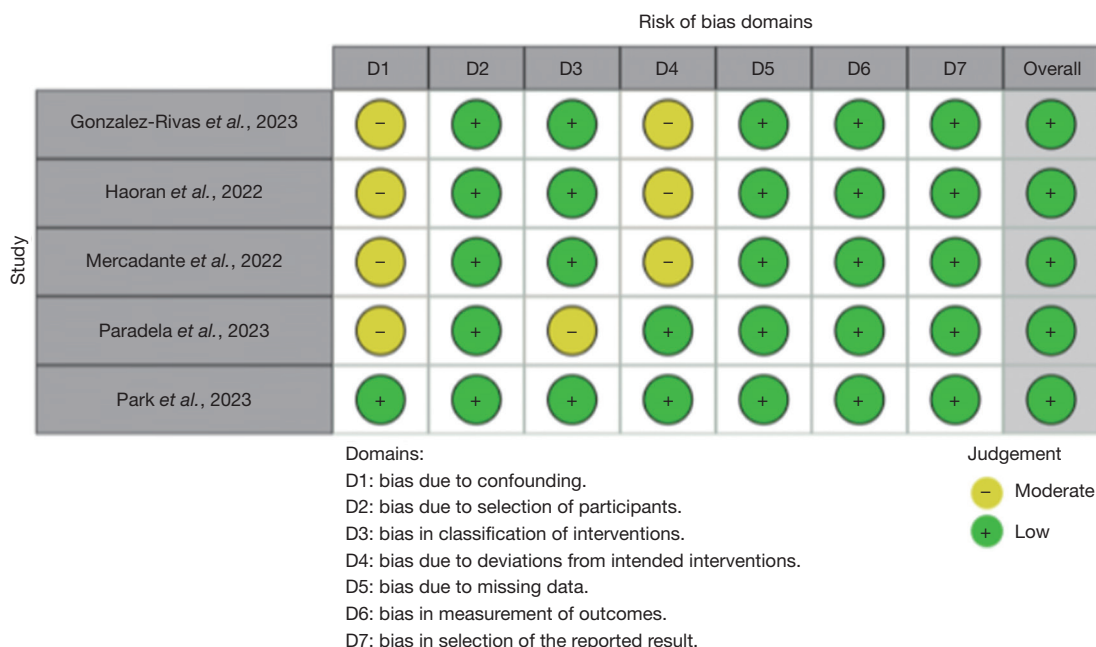 Risk of bias domains
D1 D2 D3 D4 D5 D6 D7 Overall
Study
Gonzalez-Rivas et al., 2023 − + + − + + + +
Haoran et al., 2022 − + + − + + + +
Mercadante et al., 2022 − + + − + + + +
Paradela et al., 2023 − + − + + + + +
Park et al., 2023 + + + + + + + +
Domains:
D1: bias due to confounding.
D2: bias due to selection of participants.
D3: bias in classification of interventions.
D4: bias due to deviations from intended interventions.
D5: bias due to missing data.
D6: bias in measurement of outcomes.
D7: bias in selection of the reported result.
Judgement
− Moderate
+ Low